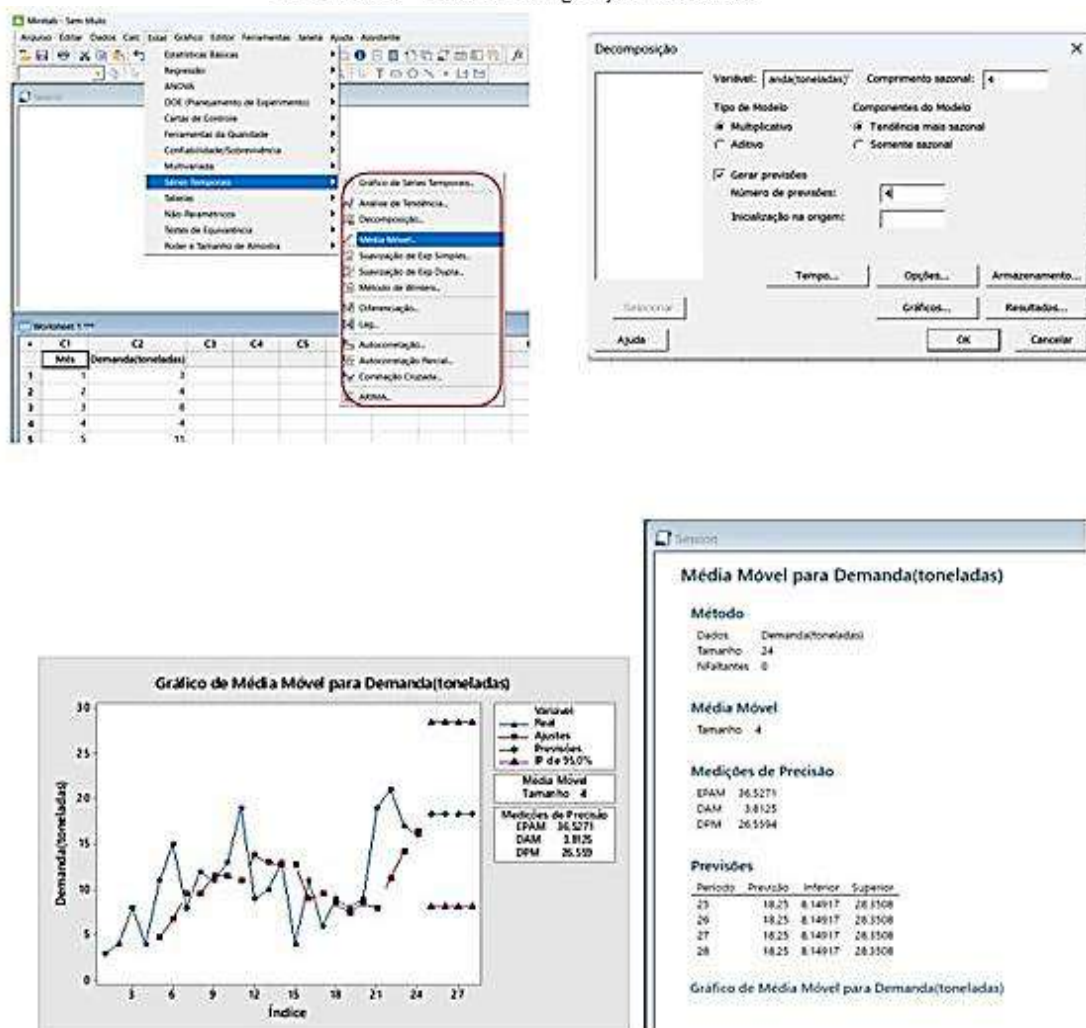 Minitab - Sem título
Arquivo Editar Dados Calc Estat Gráfico Editor Ferramentas Janela Ajuda Assistente
Estatísticas Básicas
Regressão
ANOVA
DOE (Planejamento de Experimento)
Cartas de Controle
Ferramentas da Qualidade
Confiabilidade/Sobrevivência
Multivariada
Séries Temporais
Tabelas
Não Paramétricos
Testes de Equivalência
Poder e Tamanho de Amostra
Gráfico de Séries Temporais...
Análise de Tendência...
Decomposição...
Média Móvel...
Suavização de Exp Simples...
Suavização de Exp Dupla...
Método de Winters...
Diferenciação...
Lag...
Autocorrelação...
Autocorrelação Parcial...
Correlação Cruzada...
ARIMA...
Worksheet 1 ***
C1 C2 C3 C4 C5
Mês Demanda(toneladas)
1 1 3
2 2 4
3 3 8
4 4 4
5 5 11
Decomposição
Variável: anda(toneladas)' Comprimento sazonal: 4
Tipo de Modelo Componentes do Modelo
Multiplicativo Tendência mais sazonal
Aditivo Somente sazonal
Gerar previsões
Número de previsões: 4
Inicialização na origem:
Tempo... Opções... Armazenamento...
Selecionar Gráficos... Resultados...
Ajuda OK Cancelar
Gráfico de Média Móvel para Demanda(toneladas)
Demanda(toneladas)
30
25
20
15
10
5
0
3 6 9 12 15 18 21 24 27
Índice
Variável
Real
Ajustes
Previsões
IP de 95,0%
Média Móvel
Tamanho 4
Medições de Precisão
EPAM 36,5271
DAM 3,8125
DPM 26,559
Session
Média Móvel para Demanda(toneladas)
Método
Dados Demanda(toneladas)
Tamanho 24
NFaltantes 0
Média Móvel
Tamanho 4
Medições de Precisão
EPAM 36,5271
DAM 3,8125
DPM 26,5594
Previsões
Período Previsão Inferior Superior
25 18,25 8,14917 28,3508
26 18,25 8,14917 28,3508
27 18,25 8,14917 28,3508
28 18,25 8,14917 28,3508
Gráfico de Média Móvel para Demanda(toneladas)